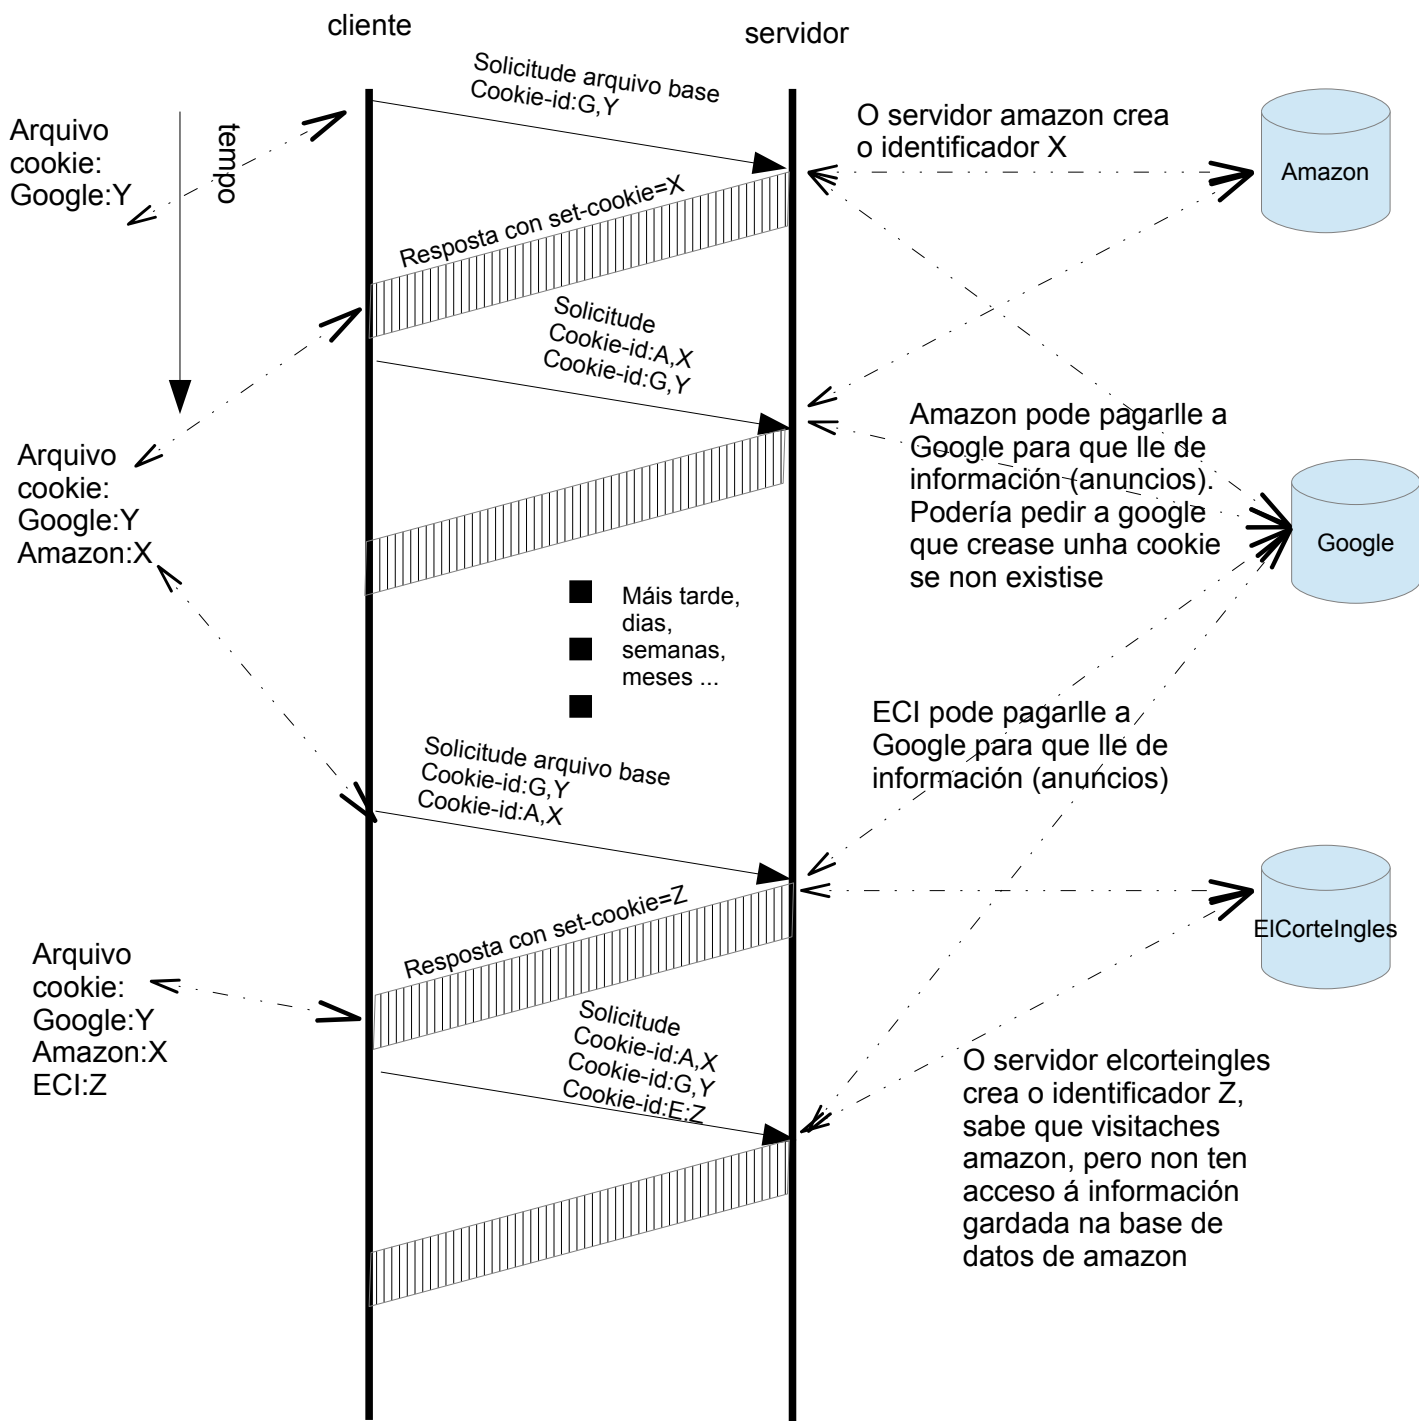 cliente
servidor
Solicitude arquivo base
Cookie-id:G,Y
Arquivo
cookie:
Google:Y
tempo
O servidor amazon crea
o identificador X
Amazon
Resposta con set-cookie=X
Solicitude
Cookie-id:A,X
Cookie-id:G,Y
Arquivo
cookie:
Google:Y
Amazon:X
Amazon pode pagarlle a
Google para que lle de
información (anuncios).
Podería pedir a google
que crease unha cookie
se non existise
Google
Máis tarde,
dias,
semanas,
meses ...
ECI pode pagarlle a
Google para que lle de
información (anuncios)
Solicitude arquivo base
Cookie-id:G,Y
Cookie-id:A,X
ElCorteIngles
Resposta con set-cookie=Z
Arquivo
cookie:
Google:Y
Amazon:X
ECI:Z
Solicitude
Cookie-id:A,X
Cookie-id:G,Y
Cookie-id:E:Z
O servidor elcorteingles
crea o identificador Z,
sabe que visitaches
amazon, pero non ten
acceso á información
gardada na base de
datos de amazon